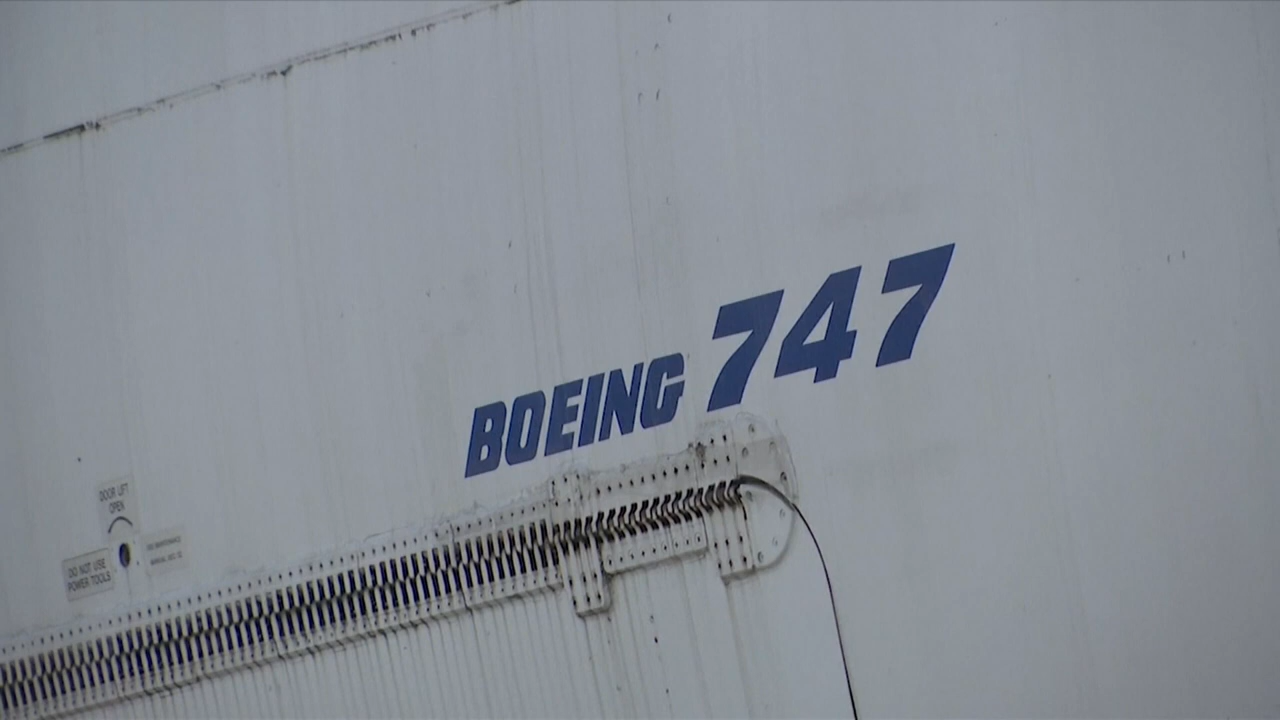 BOEING 747
DOOR LIFT
OPEN
DO NOT USE
POWER TOOLS